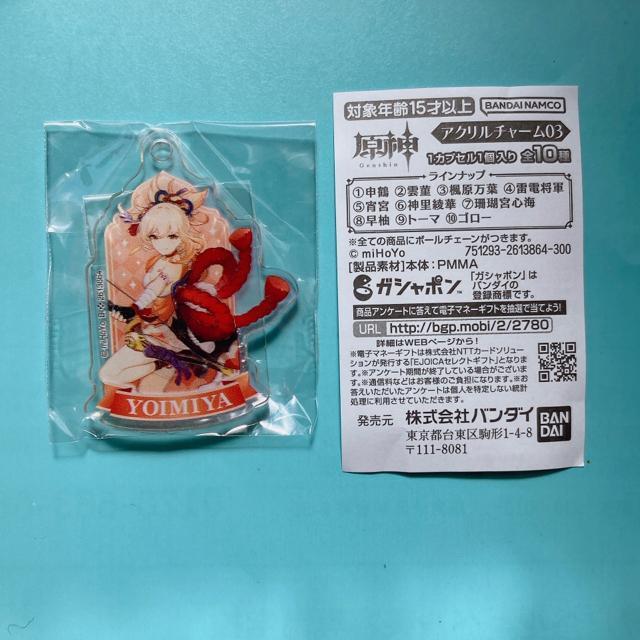 YOIMIYA
対象年齢15才以上
BANDAI NAMCO
原神
Genshin
アクリルチャーム03
1カプセル1個入り 全10種
ラインナップ
①申鶴 ②雲菫 ③楓原万葉 ④雷電将軍
⑤宵宮 ⑥神里綾華 ⑦珊瑚宮心海
⑧早柚 ⑨トーマ ⑩ゴロー
※全ての商品にボールチェーンがつきます。
© miHoYo 751293-2613864-300
[製品素材]本体:PMMA
ガシャポン
「ガシャポン」は
バンダイの
登録商標です。
商品アンケートに答えて電子マネーギフトを抽選で当てよう!
URL http://bgp.mobi/2/2780
詳細はWEBページから!
※電子マネーギフトは株式会社NTTカードソリュー
ションが発行する「EJOICAセレクトギフト」となりま
す。※アンケート期間が終了している場合がござい
ます。※通信料などはお客様のご負担になります。※お
答えいただいたアンケートは個人を特定しない統計
処理に使用させていただきます。
発売元 株式会社バンダイ
東京都台東区駒形1-4-8
〒111-8081
BAN
DAI